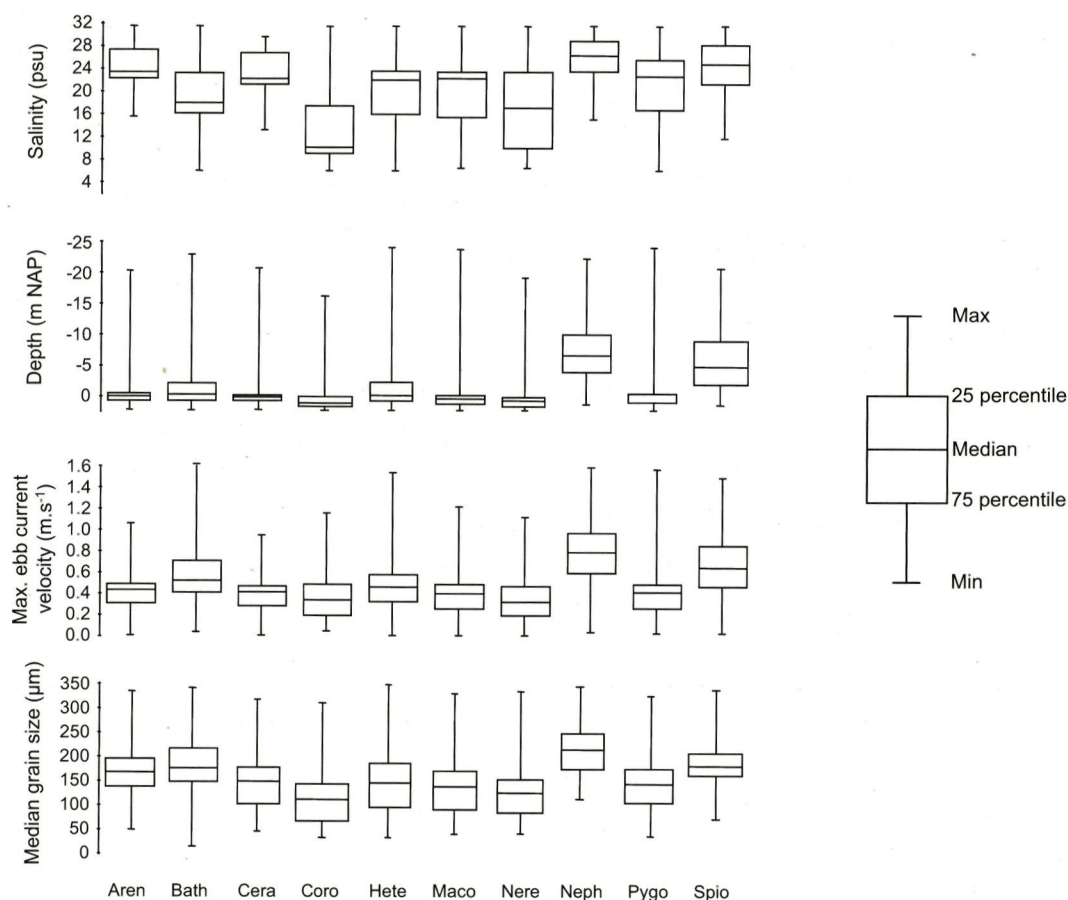 Salinity (psu)
32
28
24
20
16
12
8
4
Depth (m NAP)
-25
-20
-15
-10
-5
0
Max. ebb current
velocity (m.s⁻¹)
1.6
1.4
1.2
1.0
0.8
0.6
0.4
0.2
0.0
Median grain size (µm)
350
300
250
200
150
100
50
0
Aren Bath Cera Coro Hete Maco Nere Neph Pygo Spio
Max
25 percentile
Median
75 percentile
Min